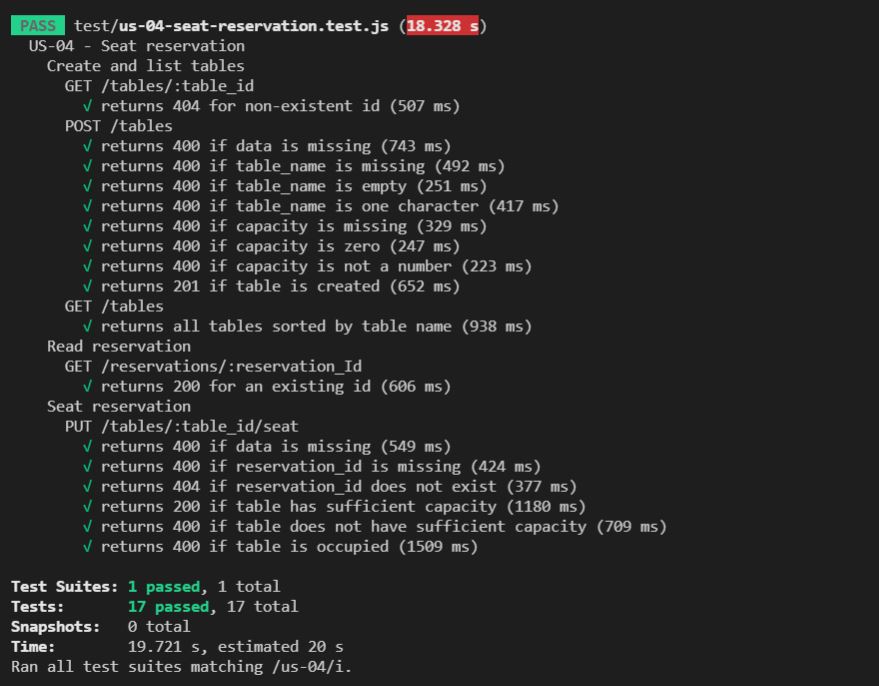 PASS test/us-04-seat-reservation.test.js (18.328 s)
US-04 - Seat reservation
Create and list tables
GET /tables/:table_id
√ returns 404 for non-existent id (507 ms)
POST /tables
√ returns 400 if data is missing (743 ms)
√ returns 400 if table_name is missing (492 ms)
√ returns 400 if table_name is empty (251 ms)
√ returns 400 if table_name is one character (417 ms)
√ returns 400 if capacity is missing (329 ms)
√ returns 400 if capacity is zero (247 ms)
√ returns 400 if capacity is not a number (223 ms)
√ returns 201 if table is created (652 ms)
GET /tables
√ returns all tables sorted by table name (938 ms)
Read reservation
GET /reservations/:reservation_Id
√ returns 200 for an existing id (606 ms)
Seat reservation
PUT /tables/:table_id/seat
√ returns 400 if data is missing (549 ms)
√ returns 400 if reservation_id is missing (424 ms)
√ returns 404 if reservation_id does not exist (377 ms)
√ returns 200 if table has sufficient capacity (1180 ms)
√ returns 400 if table does not have sufficient capacity (709 ms)
√ returns 400 if table is occupied (1509 ms)
Test Suites: 1 passed, 1 total
Tests: 17 passed, 17 total
Snapshots: 0 total
Time: 19.721 s, estimated 20 s
Ran all test suites matching /us-04/i.